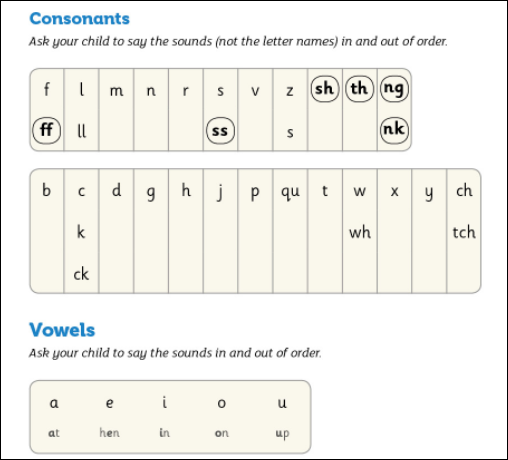 Consonants
Ask your child to say the sounds (not the letter names) in and out of order.
f l m n r s v z sh th ng
ff ll ss s nk
b c d g h j p qu t w x y ch
k wh tch
ck
Vowels
Ask your child to say the sounds in and out of order.
a e i o u
at hen in on up